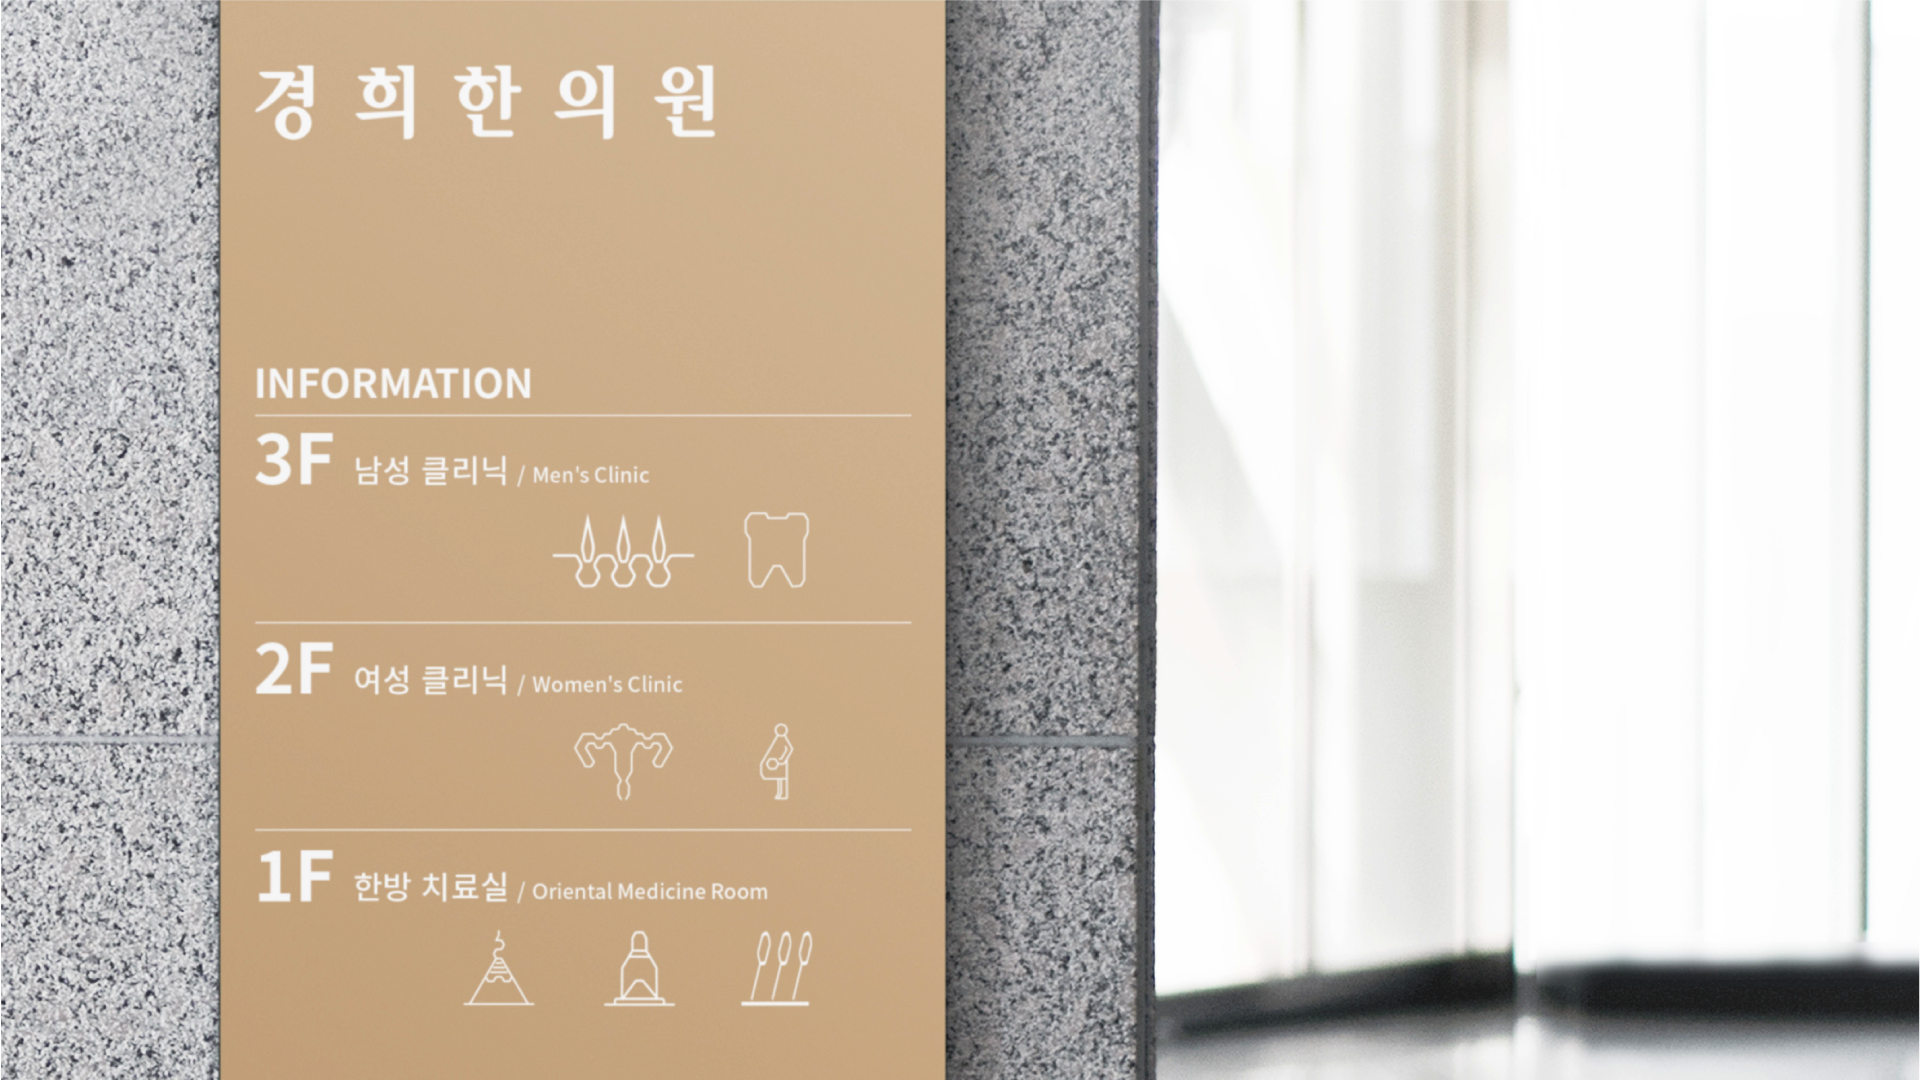 경희한의원
INFORMATION
3F 남성 클리닉 / Men's Clinic
2F 여성 클리닉 / Women's Clinic
1F 한방 치료실 / Oriental Medicine Room